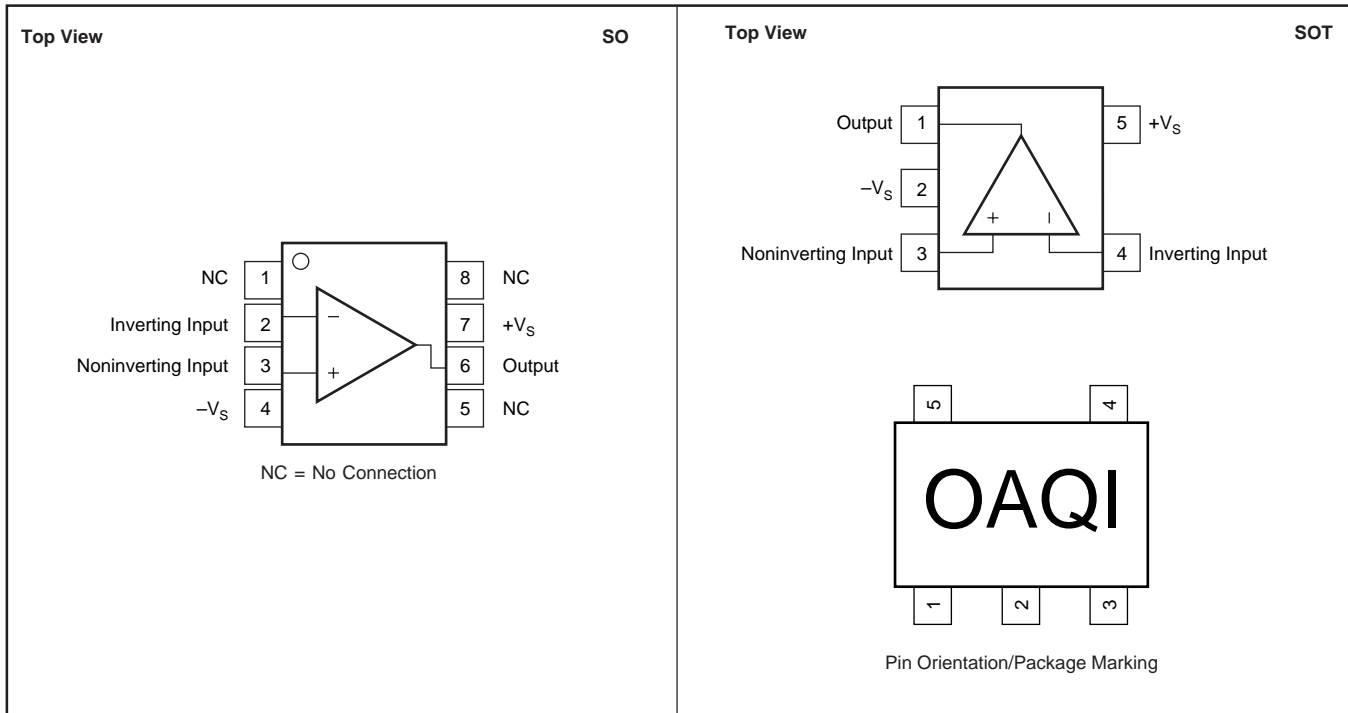 Top View SO
NC 1 8 NC
Inverting Input 2 − 7 +VS
Noninverting Input 3 + 6 Output
–VS 4 5 NC
NC = No Connection
Top View SOT
Output 1 5 +VS
–VS 2
+ −
Noninverting Input 3 4 Inverting Input
5 4
OAQI
1 2 3
Pin Orientation/Package Marking